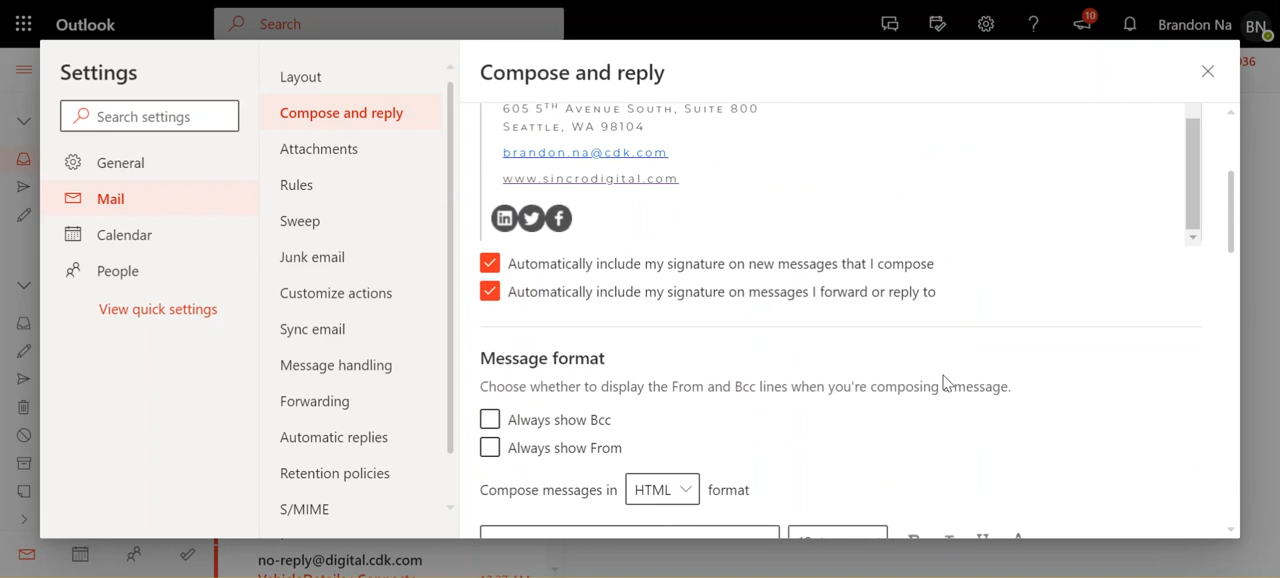 Outlook
Search
10
Brandon Na
BN
Settings
Search settings
General
Mail
Calendar
People
View quick settings
Layout
Compose and reply
Attachments
Rules
Sweep
Junk email
Customize actions
Sync email
Message handling
Forwarding
Automatic replies
Retention policies
S/MIME
Compose and reply
605 5TH AVENUE SOUTH, SUITE 800
SEATTLE, WA 98104
brandon.na@cdk.com
www.sincrodigital.com
in f
Automatically include my signature on new messages that I compose
Automatically include my signature on messages I forward or reply to
Message format
Choose whether to display the From and Bcc lines when you're composing message.
Always show Bcc
Always show From
Compose messages in HTML format
no-reply@digital.cdk.com